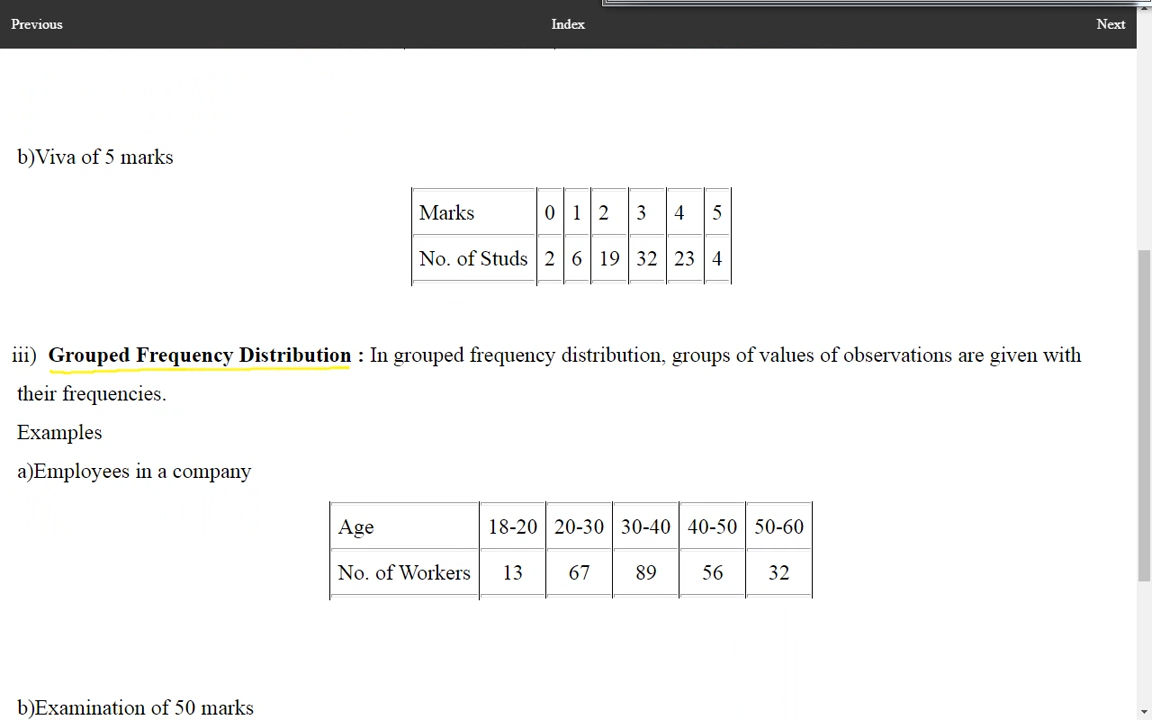 Previous Index Next
b)Viva of 5 marks
Marks 0 1 2 3 4 5
No. of Studs 2 6 19 32 23 4
iii) Grouped Frequency Distribution : In grouped frequency distribution, groups of values of observations are given with
their frequencies.
Examples
a)Employees in a company
Age 18-20 20-30 30-40 40-50 50-60
No. of Workers 13 67 89 56 32
b)Examination of 50 marks